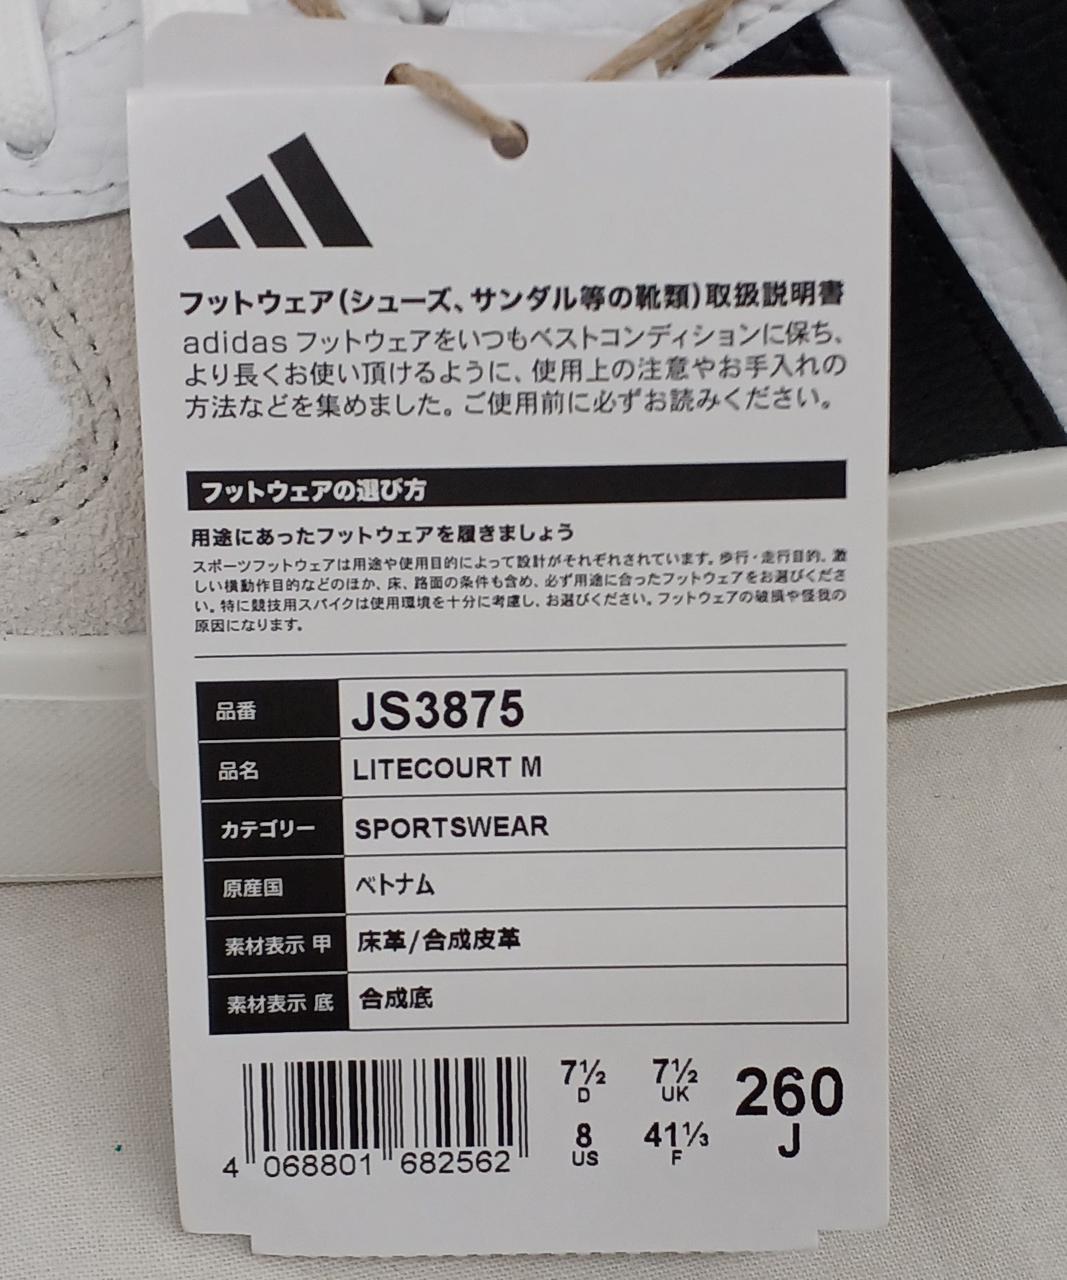 フットウェア(シューズ、サンダル等の靴類)取扱説明書
adidas フットウェアをいつもベストコンディションに保ち、
より長くお使い頂けるように、使用上の注意やお手入れの
方法などを集めました。ご使用前に必ずお読みください。
フットウェアの選び方
用途にあったフットウェアを履きましょう
スポーツフットウェアは用途や使用目的によって設計がそれぞれされています。歩行・走行目的、激
しい横動作目的などのほか、床、路面の条件も含め、必ず用途に合ったフットウェアをお選びくださ
い。特に競技用スパイクは使用環境を十分に考慮し、お選びください。フットウェアの破損や怪我の
原因になります。
品番 JS3875
品名 LITECOURT M
カテゴリー SPORTSWEAR
原産国 ベトナム
素材表示 甲 床革/合成皮革
素材表示 底 合成底
7½ 7½ 260
D UK J
8 41⅓
US F
4 068801 682562